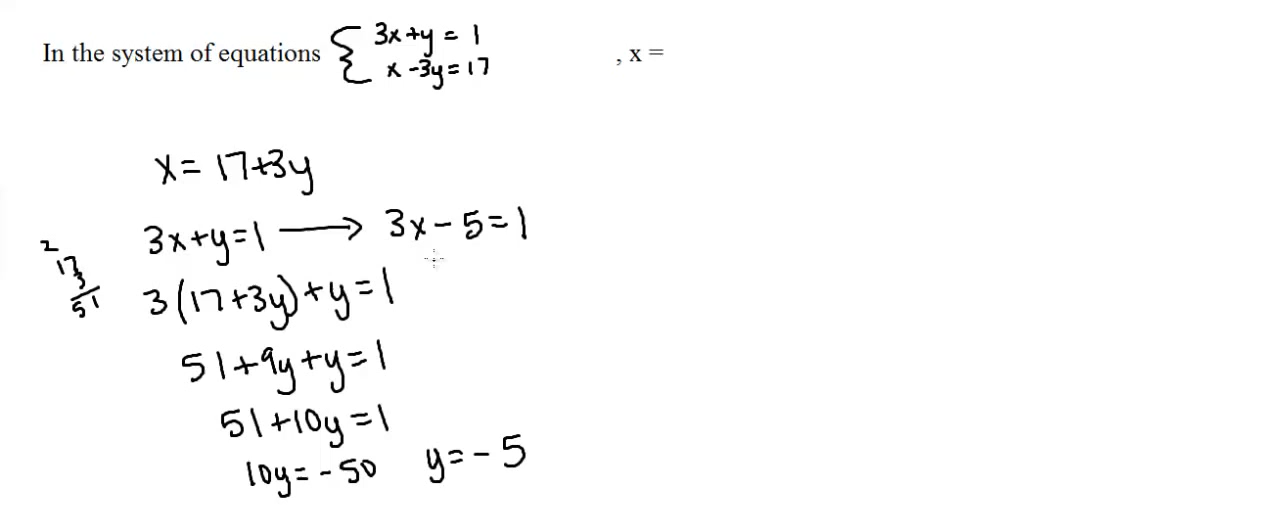 In the system of equations { 3x+y = 1 , x =
x -3y = 17
x = 17+3y
3x+y=1 ⟶ 3x - 5 = 1
2
17
3
51
3(17+3y)+y=1
51+9y+y=1
51+10y=1
10y= -50 y= - 5